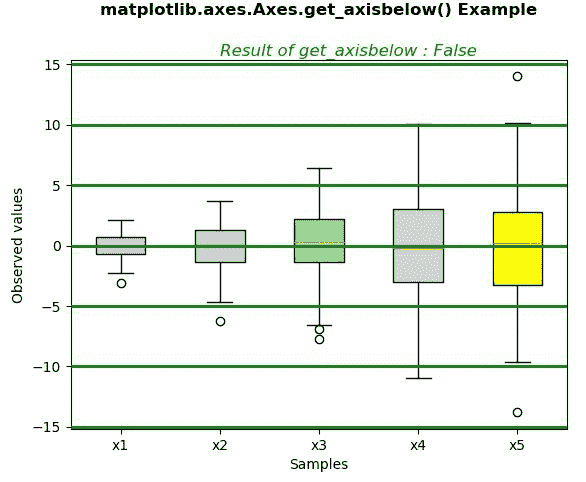 matplotlib.axes.Axes.get_axisbelow() Example
Result of get_axisbelow : False
15
10
5
0
−5
−10
−15
Observed values
x1 x2 x3 x4 x5
Samples